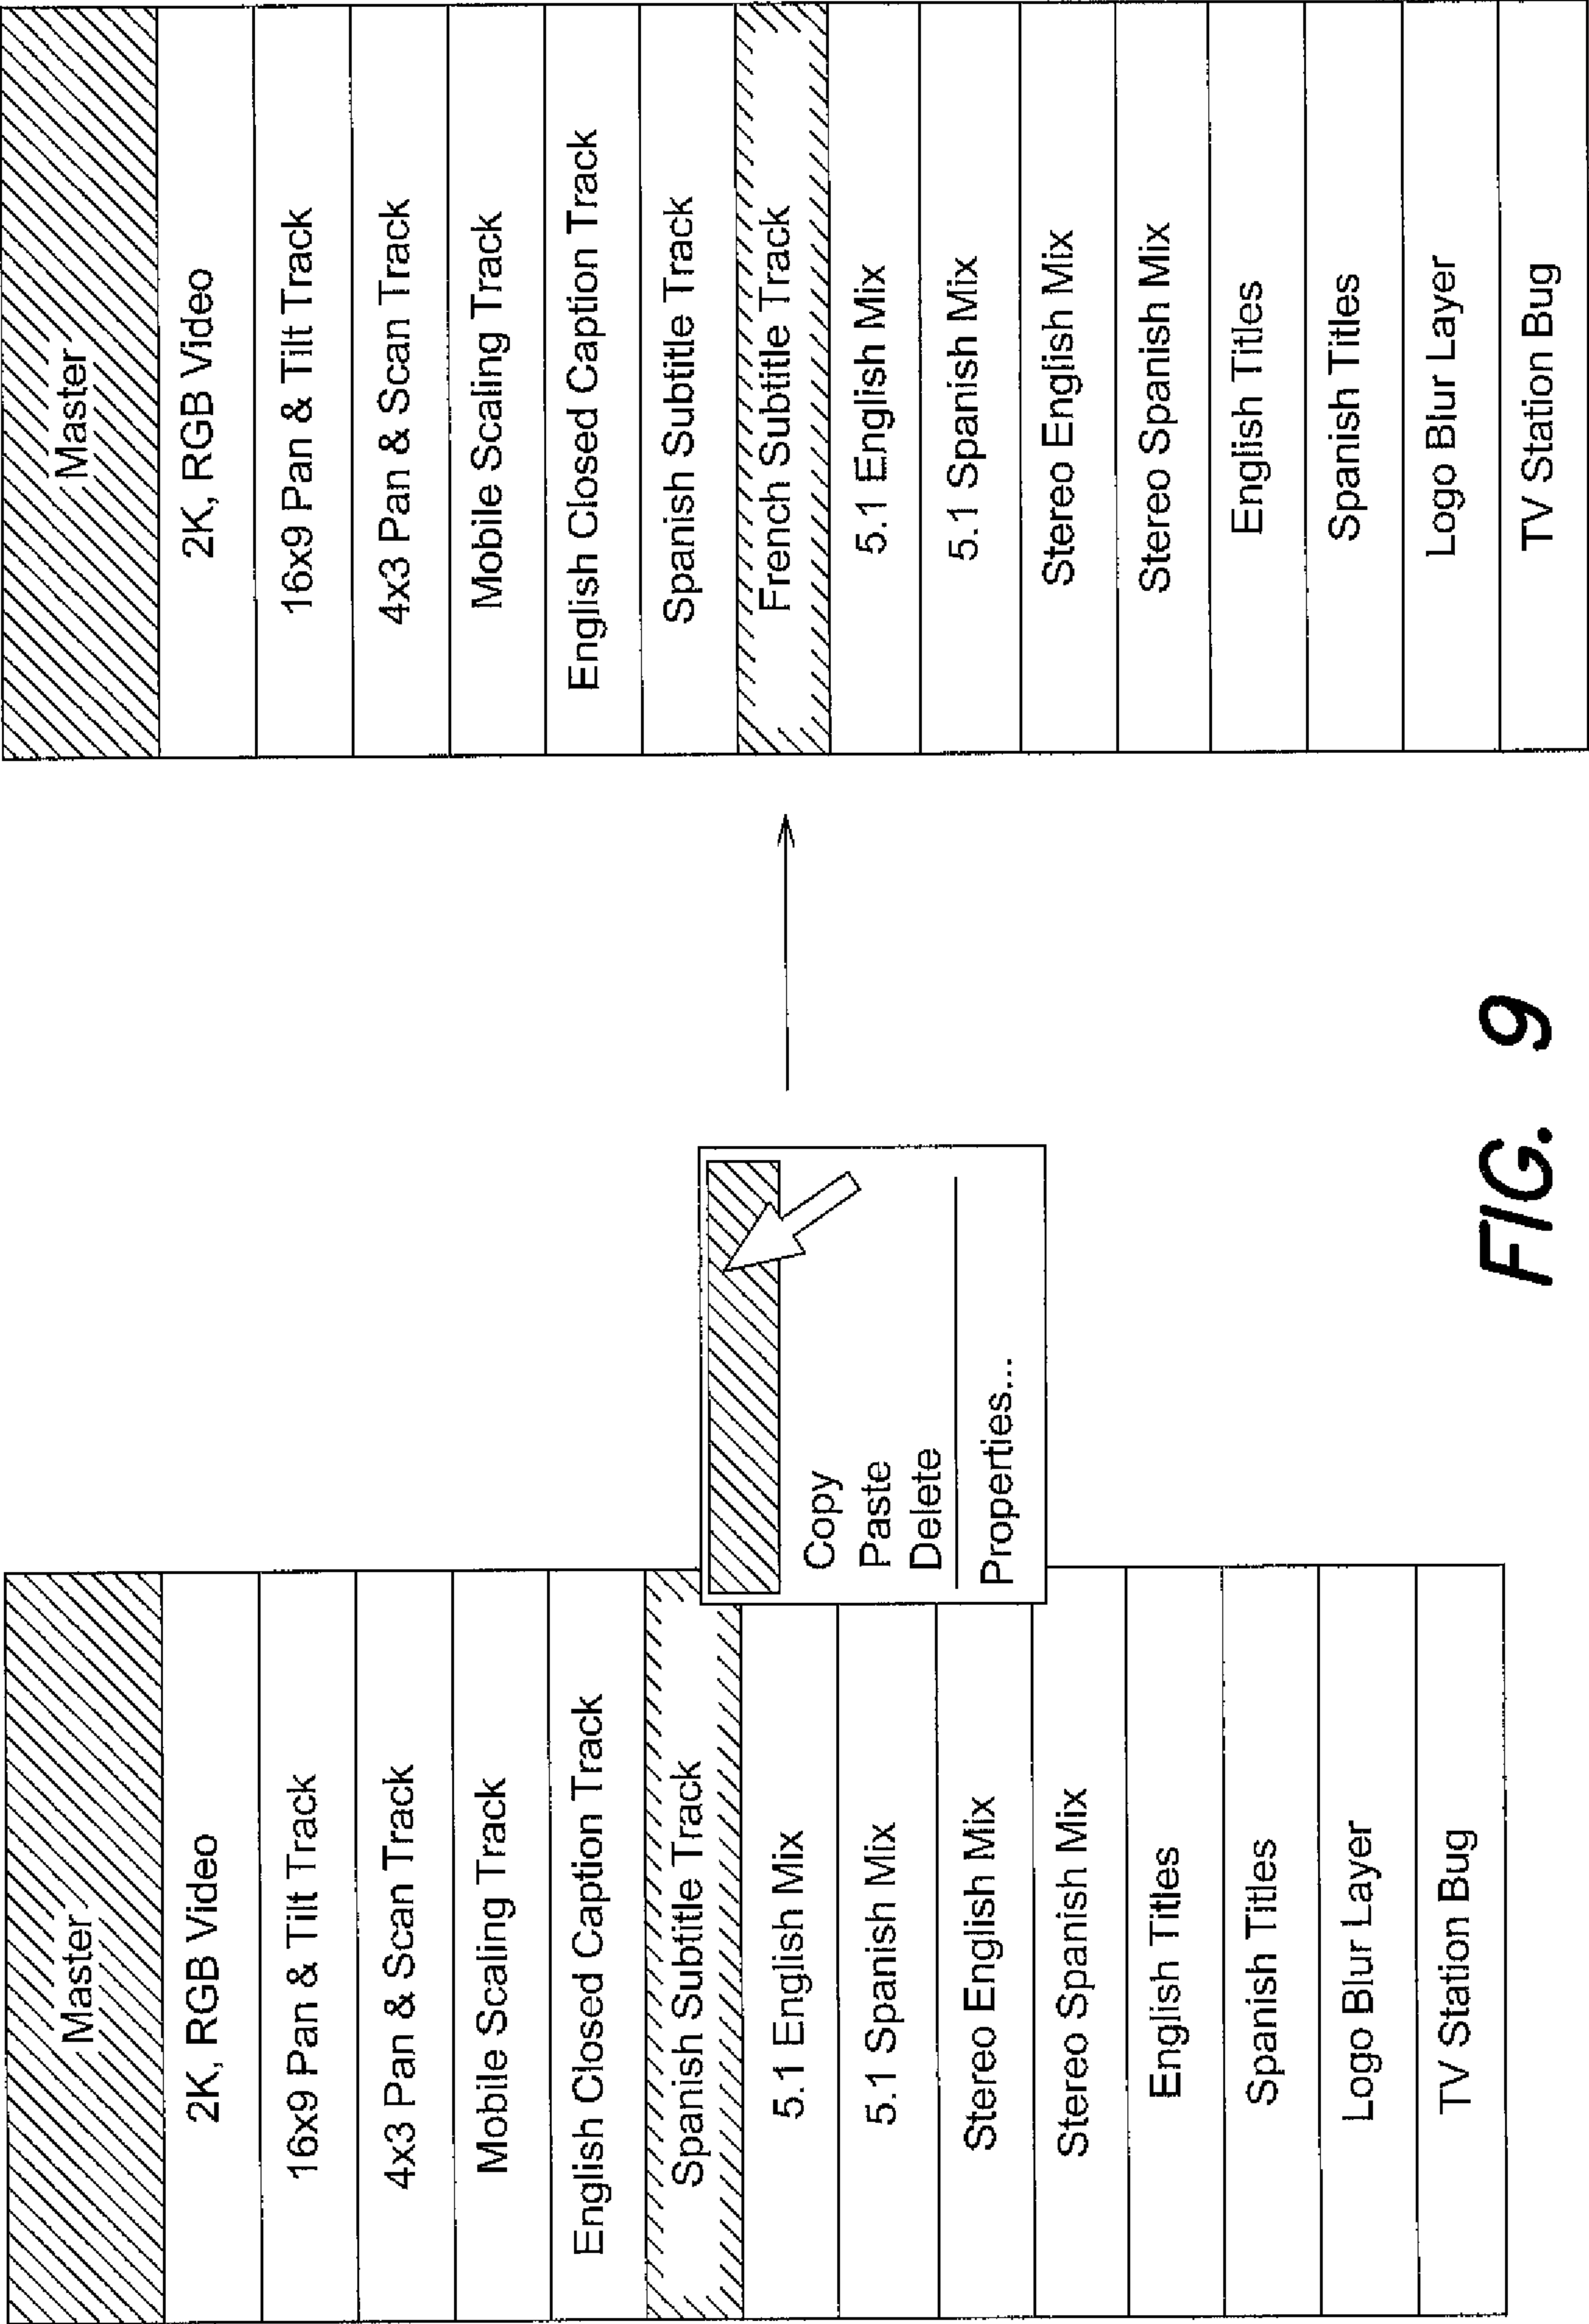 Master
2K, RGB Video
16x9 Pan & Tilt Track
4x3 Pan & Scan Track
Mobile Scaling Track
English Closed Caption Track
Spanish Subtitle Track
5.1 English Mix
5.1 Spanish Mix
Stereo English Mix
Stereo Spanish Mix
English Titles
Spanish Titles
Logo Blur Layer
TV Station Bug
Copy
Paste
Delete
Properties...
Master
2K, RGB Video
16x9 Pan & Tilt Track
4x3 Pan & Scan Track
Mobile Scaling Track
English Closed Caption Track
Spanish Subtitle Track
French Subtitle Track
5.1 English Mix
5.1 Spanish Mix
Stereo English Mix
Stereo Spanish Mix
English Titles
Spanish Titles
Logo Blur Layer
TV Station Bug
FIG. 9